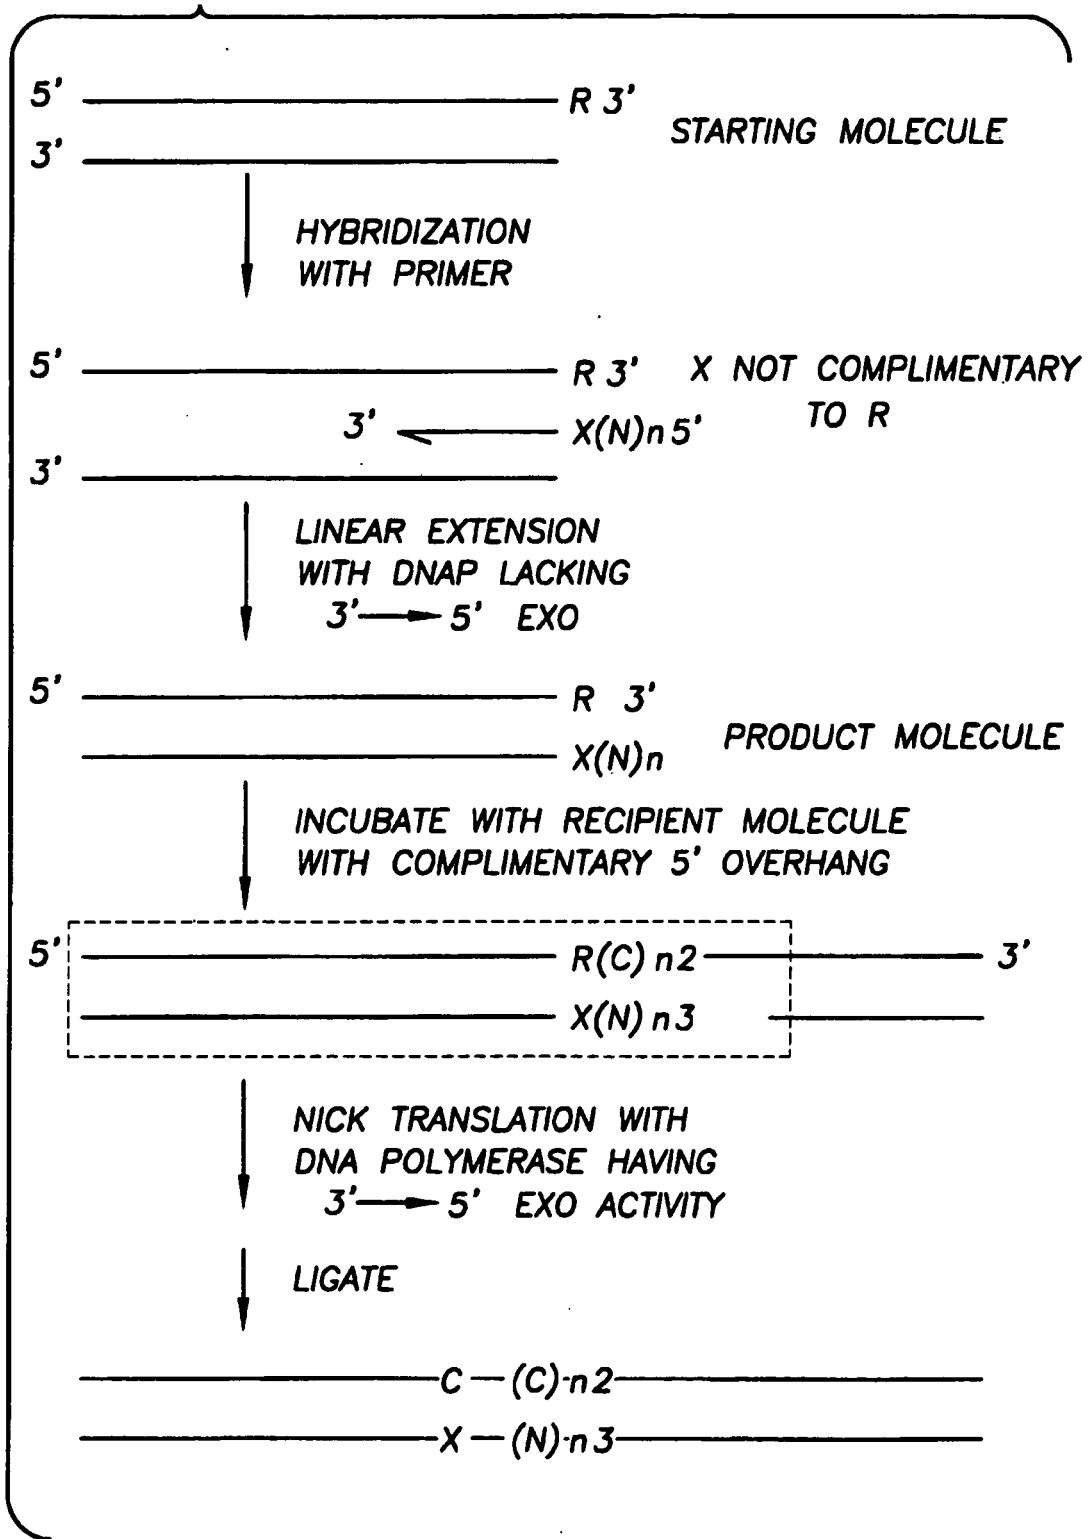 5' R 3'
STARTING MOLECULE
3'
HYBRIDIZATION
WITH PRIMER
5' R 3' X NOT COMPLIMENTARY
TO R
3' X(N)n 5'
3'
LINEAR EXTENSION
WITH DNAP LACKING
3' 5' EXO
5' R 3'
PRODUCT MOLECULE
X(N)n
INCUBATE WITH RECIPIENT MOLECULE
WITH COMPLIMENTARY 5' OVERHANG
5' R(C) n2 3'
X(N) n3
NICK TRANSLATION WITH
DNA POLYMERASE HAVING
3' 5' EXO ACTIVITY
LIGATE
C (C) n2
X (N) n3